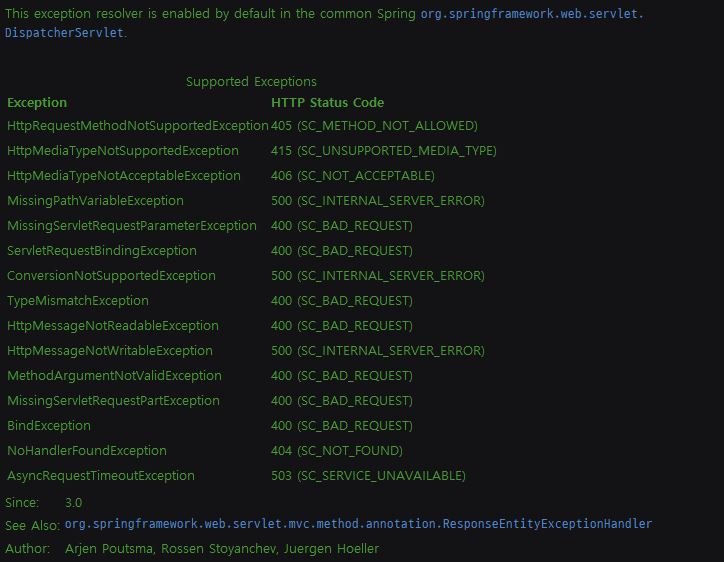 This exception resolver is enabled by default in the common Spring org.springframework.web.servlet.
DispatcherServlet.
Supported Exceptions
Exception HTTP Status Code
HttpRequestMethodNotSupportedException 405 (SC_METHOD_NOT_ALLOWED)
HttpMediaTypeNotSupportedException 415 (SC_UNSUPPORTED_MEDIA_TYPE)
HttpMediaTypeNotAcceptableException 406 (SC_NOT_ACCEPTABLE)
MissingPathVariableException 500 (SC_INTERNAL_SERVER_ERROR)
MissingServletRequestParameterException 400 (SC_BAD_REQUEST)
ServletRequestBindingException 400 (SC_BAD_REQUEST)
ConversionNotSupportedException 500 (SC_INTERNAL_SERVER_ERROR)
TypeMismatchException 400 (SC_BAD_REQUEST)
HttpMessageNotReadableException 400 (SC_BAD_REQUEST)
HttpMessageNotWritableException 500 (SC_INTERNAL_SERVER_ERROR)
MethodArgumentNotValidException 400 (SC_BAD_REQUEST)
MissingServletRequestPartException 400 (SC_BAD_REQUEST)
BindException 400 (SC_BAD_REQUEST)
NoHandlerFoundException 404 (SC_NOT_FOUND)
AsyncRequestTimeoutException 503 (SC_SERVICE_UNAVAILABLE)
Since: 3.0
See Also: org.springframework.web.servlet.mvc.method.annotation.ResponseEntityExceptionHandler
Author: Arjen Poutsma, Rossen Stoyanchev, Juergen Hoeller